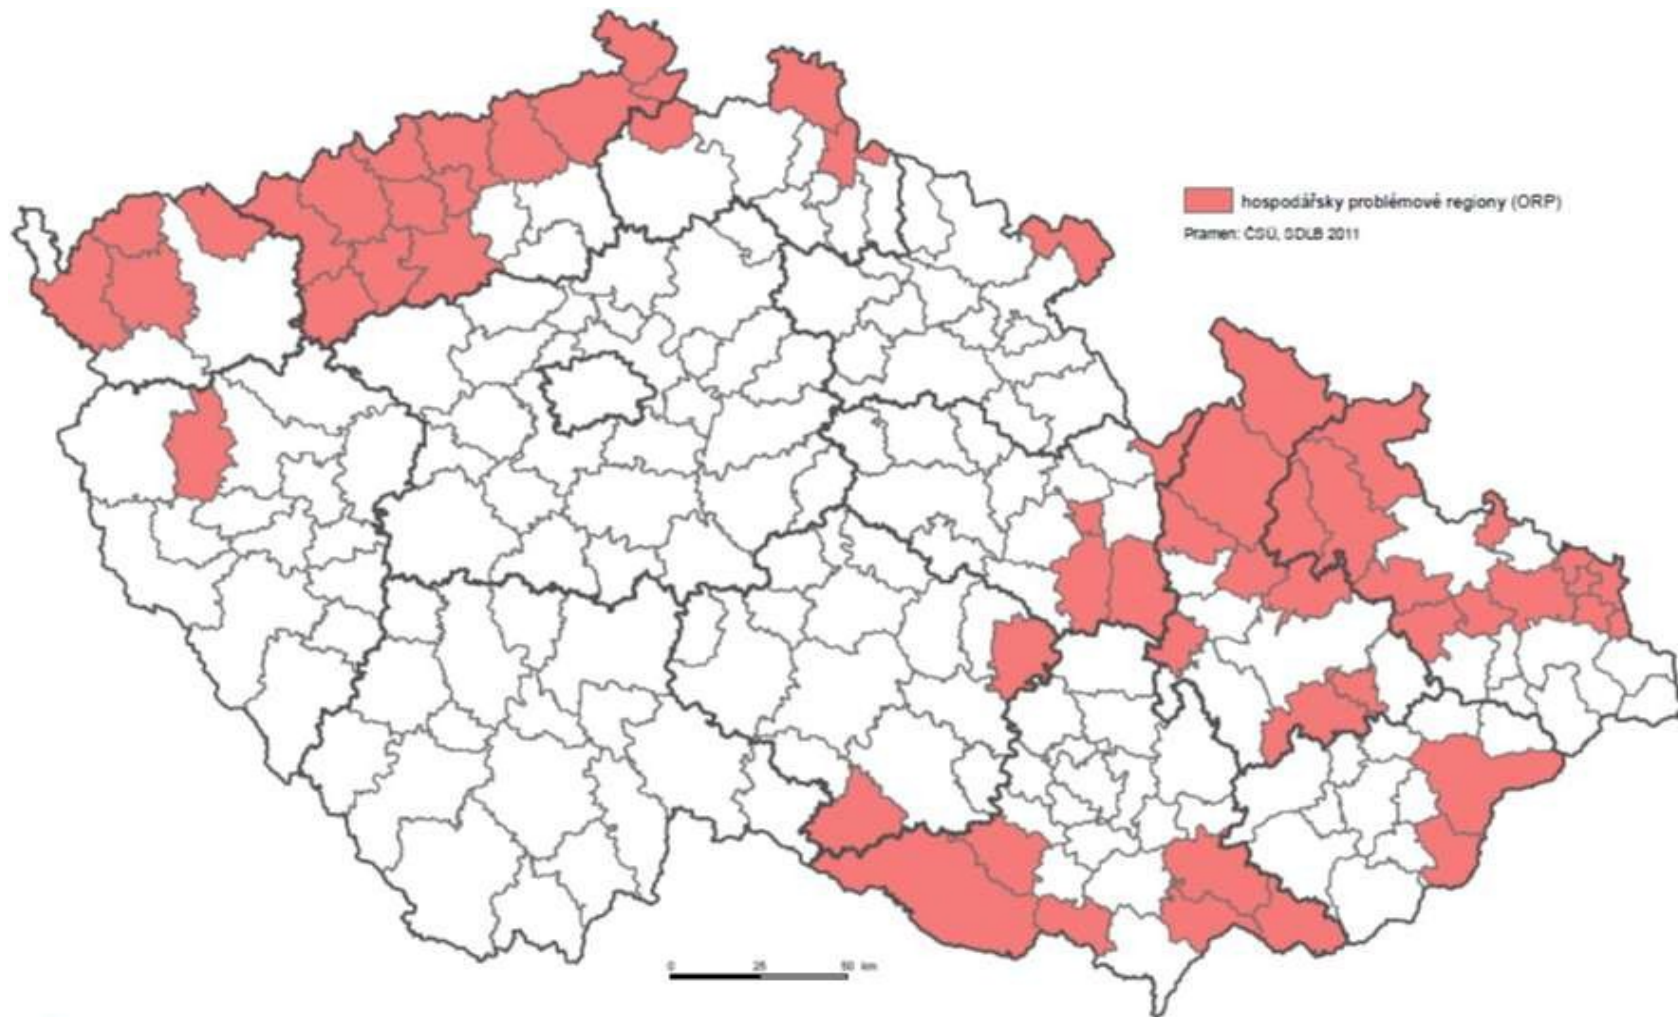 hospodářsky problémové regiony (ORP)
Pramen: ČSÚ, SDLB 2011
0 25 50 km